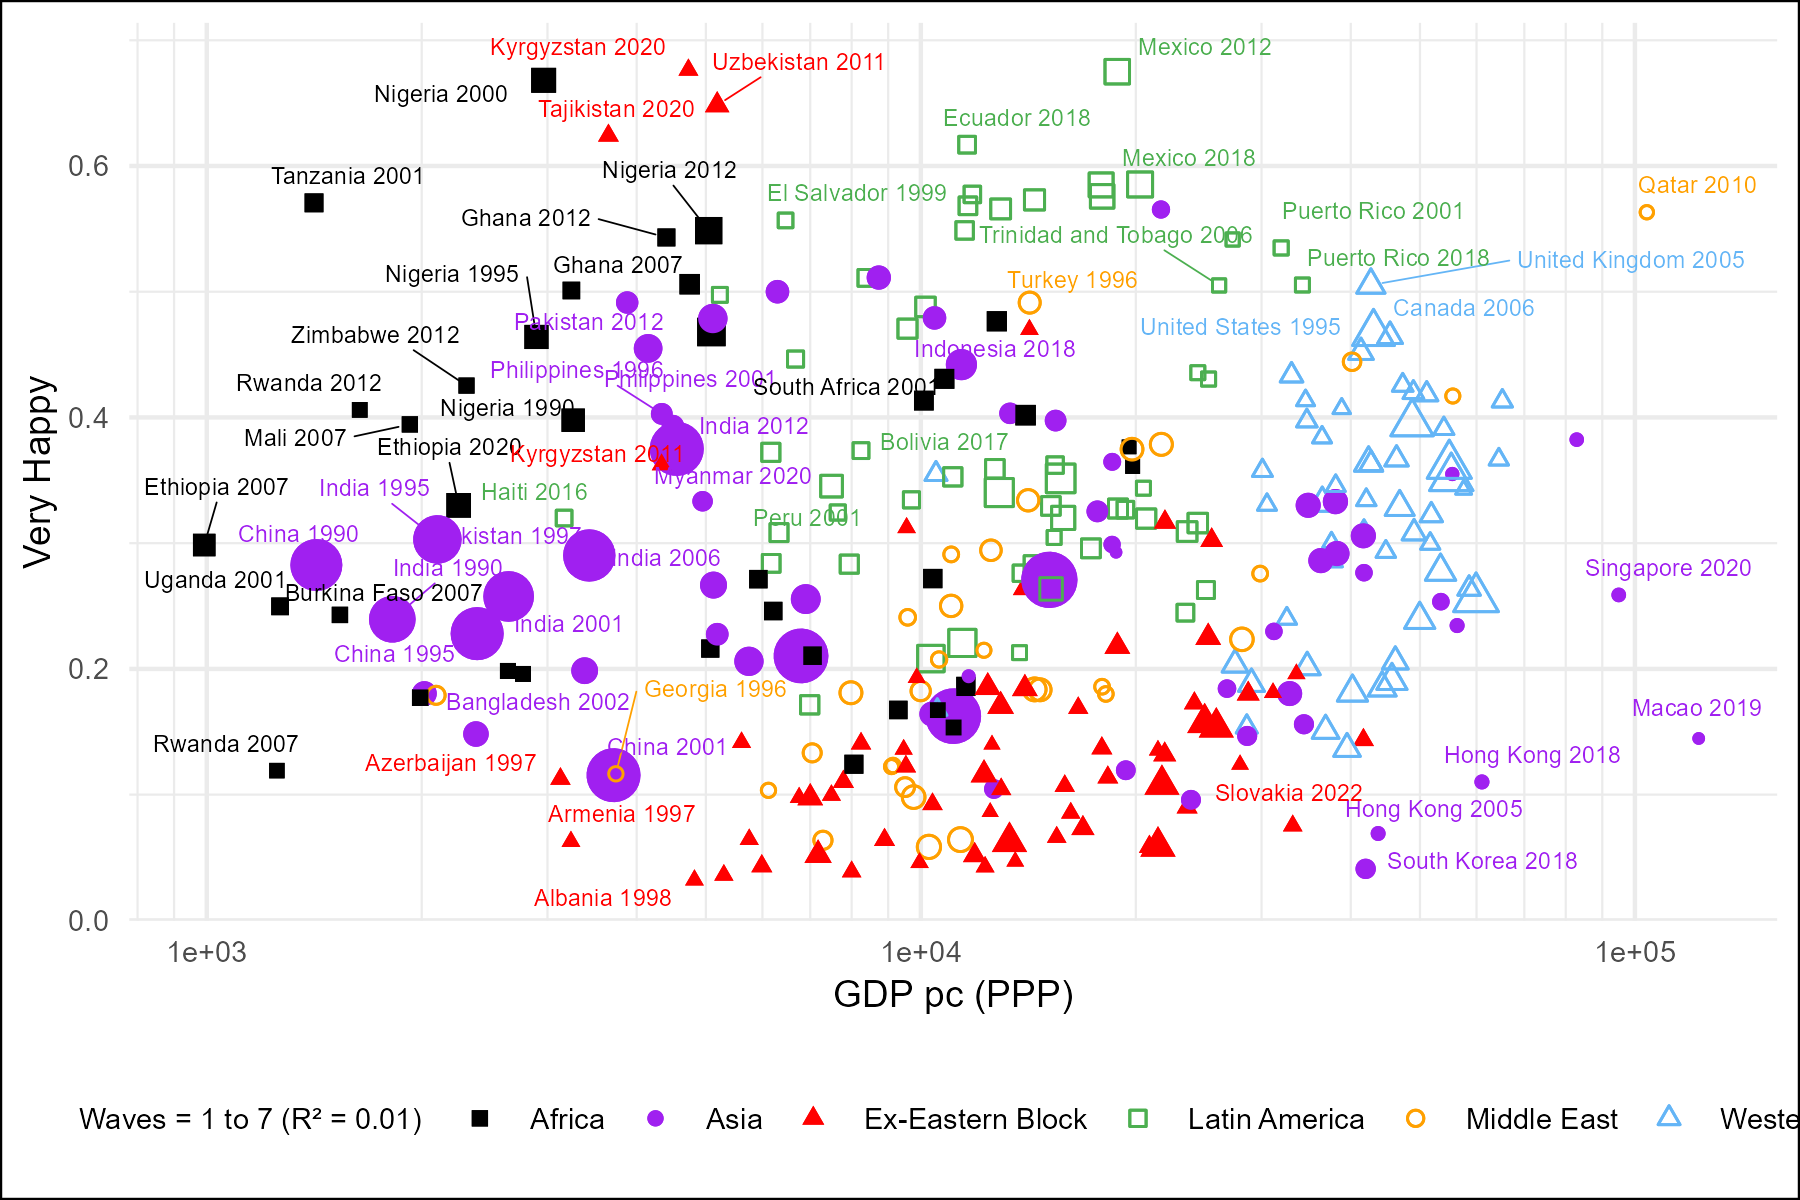 Kyrgyzstan 2020
Mexico 2012
Uzbekistan 2011
Nigeria 2000
Tajikistan 2020
Ecuador 2018
Mexico 2018
0.6
Nigeria 2012
Tanzania 2001
El Salvador 1999
Qatar 2010
Ghana 2012
Puerto Rico 2001
Trinidad and Tobago 2006
Puerto Rico 2018
United Kingdom 2005
Ghana 2007
Nigeria 1995
Turkey 1996
Canada 2006
Pakistan 2012
United States 1995
Zimbabwe 2012
Indonesia 2018
Philippines 1996
Philippines 2001
Rwanda 2012
South Africa 2001
Nigeria 1990
0.4
India 2012
Mali 2007
Ethiopia 2020
Bolivia 2017
Kyrgyzstan 2011
Myanmar 2020
Ethiopia 2007
India 1995
Haiti 2016
Peru 2001
China 1990
kistan 1997
India 2006
India 1990
Singapore 2020
Uganda 2001
Burkina Faso 2007
India 2001
China 1995
0.2
Georgia 1996
Bangladesh 2002
Macao 2019
Rwanda 2007
China 2001
Hong Kong 2018
Azerbaijan 1997
Slovakia 2022
Hong Kong 2005
Armenia 1997
South Korea 2018
Albania 1998
0.0
Very Happy
1e+03
1e+04
1e+05
GDP pc (PPP)
Waves = 1 to 7 (R² = 0.01)
Africa
Asia
Ex-Eastern Block
Latin America
Middle East
Weste